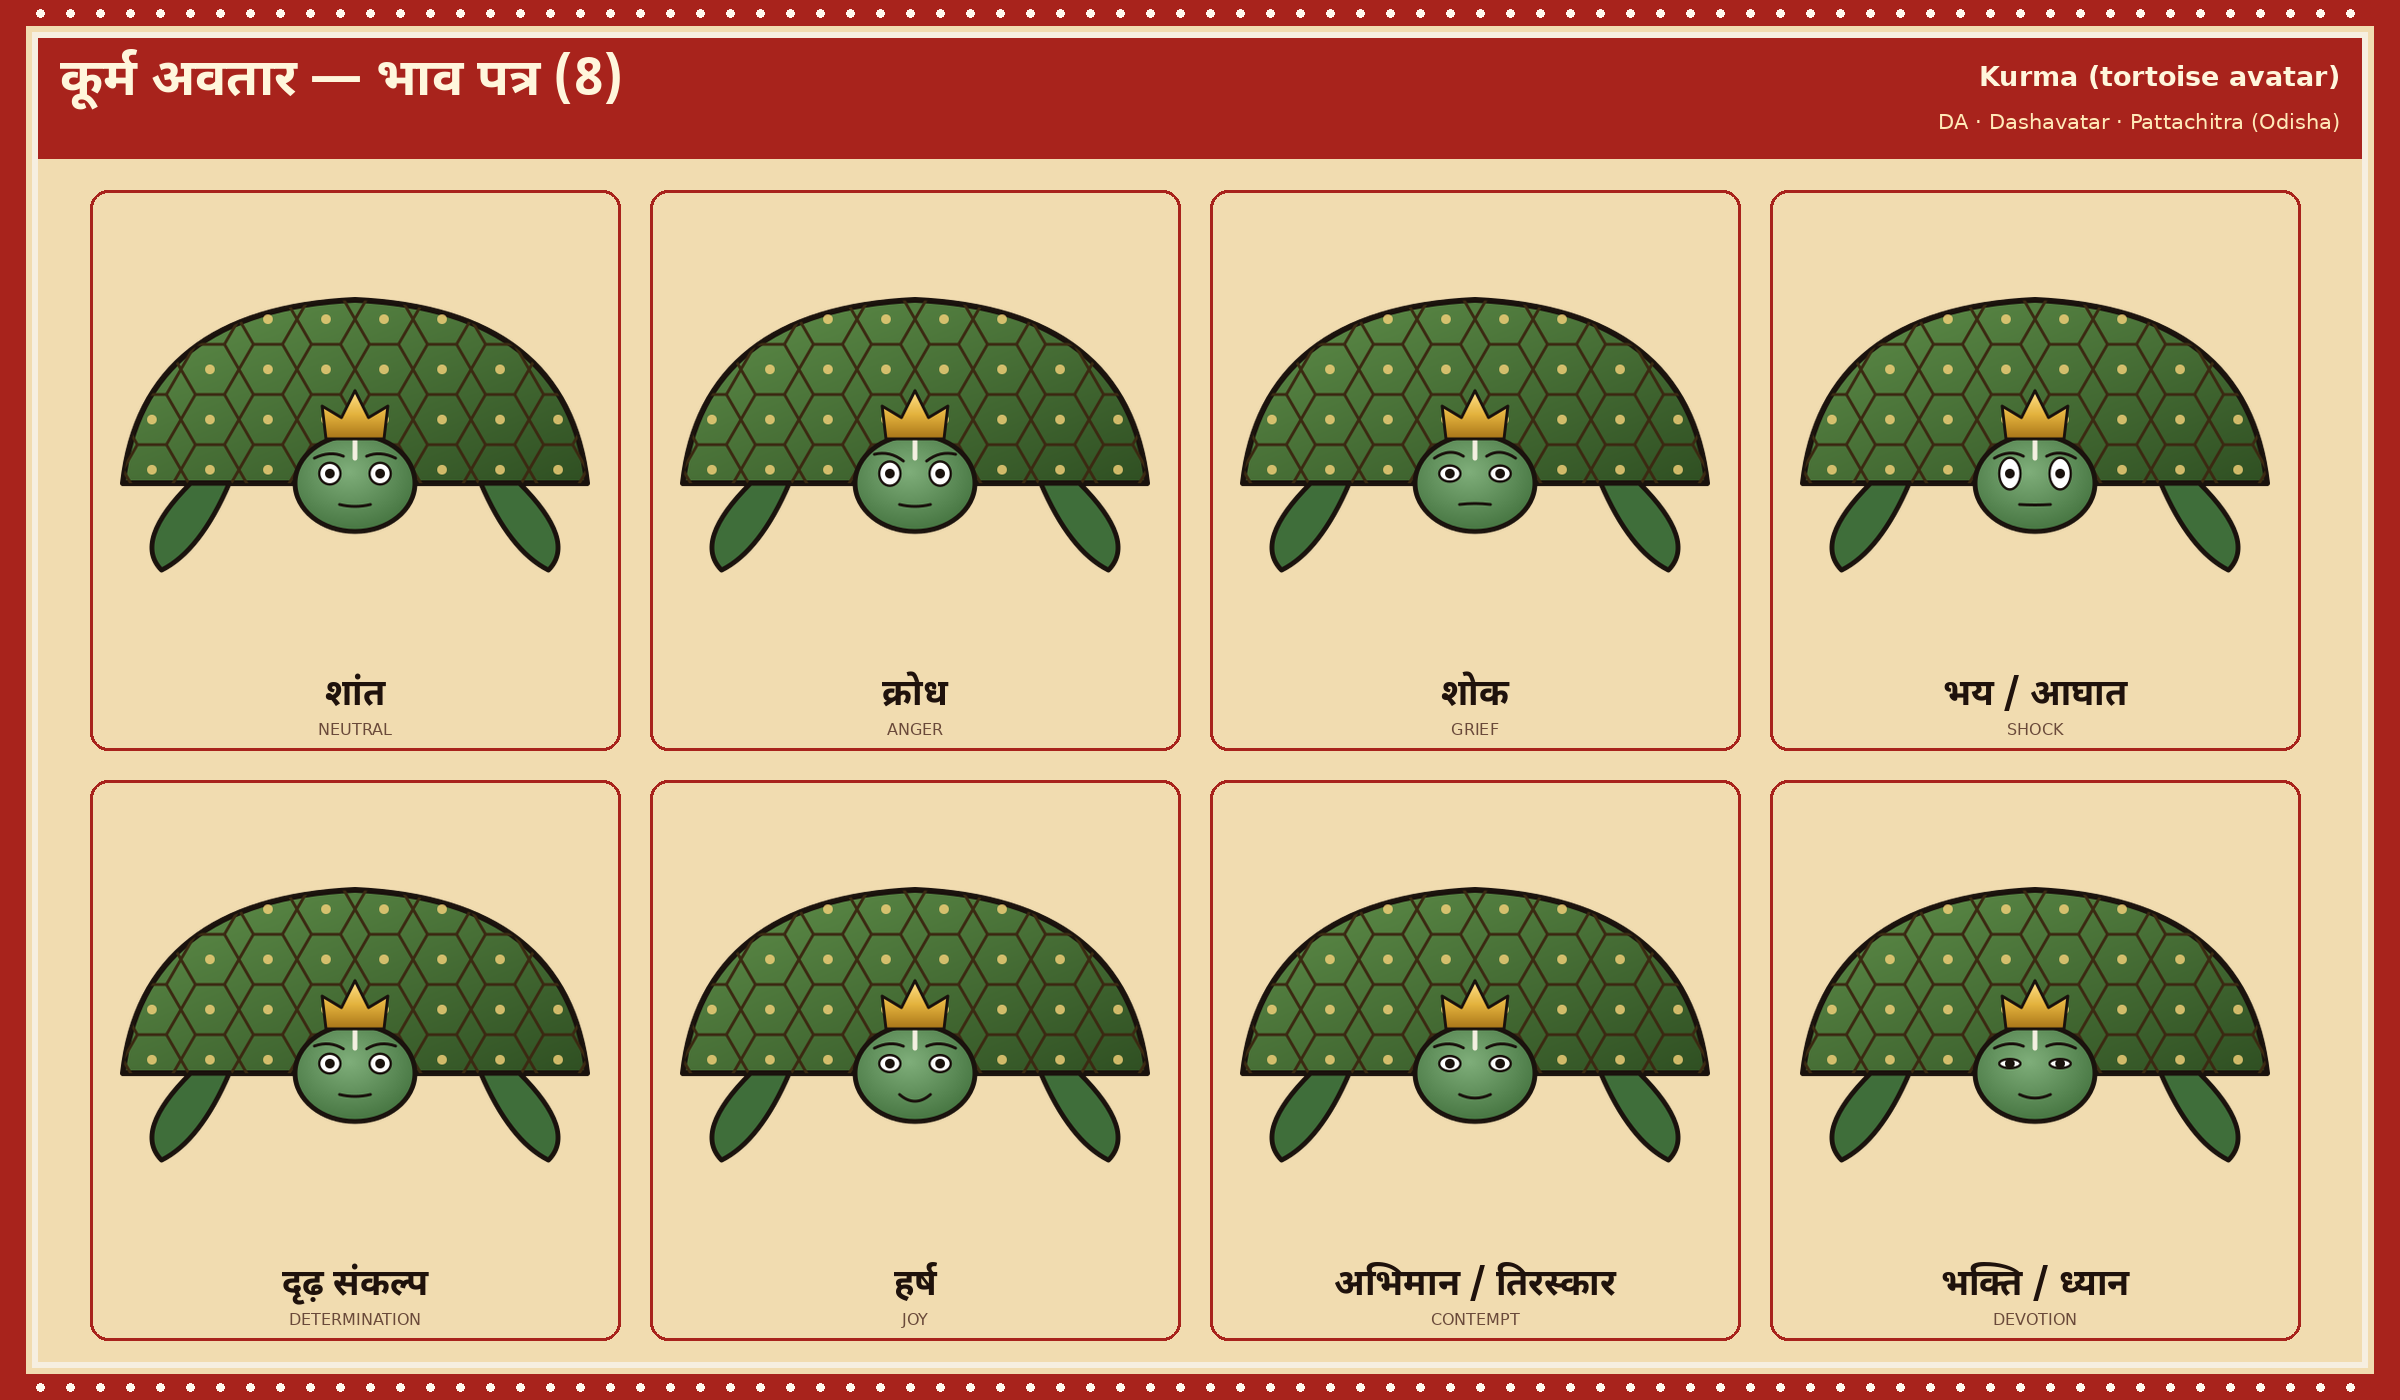 कूर्म अवतार — भाव पत्र (8)
Kurma (tortoise avatar)
DA · Dashavatar · Pattachitra (Odisha)
शांत
NEUTRAL
क्रोध
ANGER
शोक
GRIEF
भय / आघात
SHOCK
दृढ़ संकल्प
DETERMINATION
हर्ष
JOY
अभिमान / तिरस्कार
CONTEMPT
भक्ति / ध्यान
DEVOTION